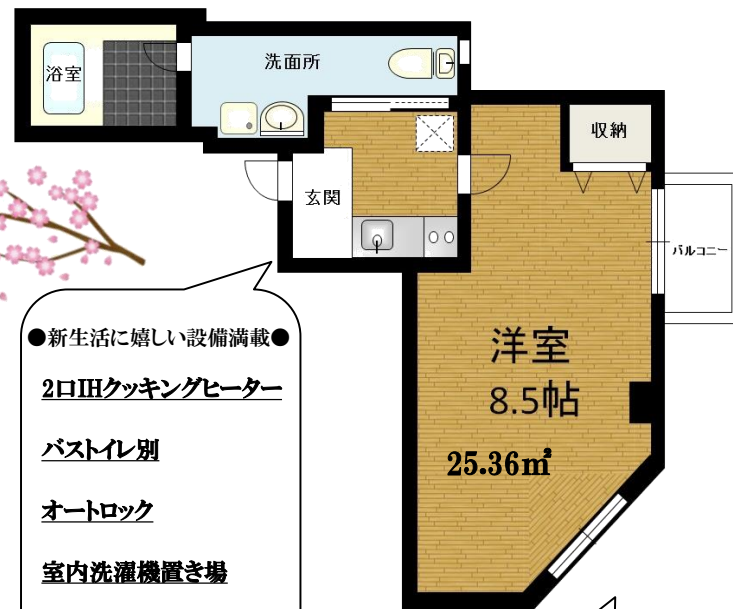 浴室
洗面所
収納
玄関
バルコニー
洋室
8.5帖
25.36㎡
●新生活に嬉しい設備満載●
2口IHクッキングヒーター
バストイレ別
オートロック
室内洗濯機置き場